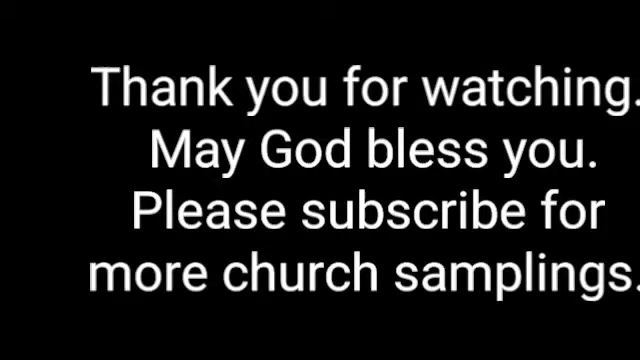 Thank you for watching.
May God bless you.
Please subscribe for
more church samplings.